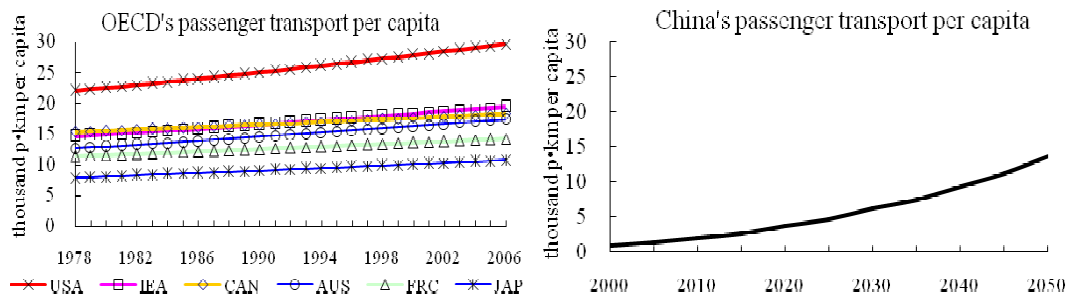 OECD's passenger transport per capita
thousand p•km per capita
30
25
20
15
10
5
0
1978 1982 1986 1990 1994 1998 2002 2006
USA IEA CAN AUS FRC JAP
China's passenger transport per capita
thousand p•km per capita
30
25
20
15
10
5
0
2000 2010 2020 2030 2040 2050